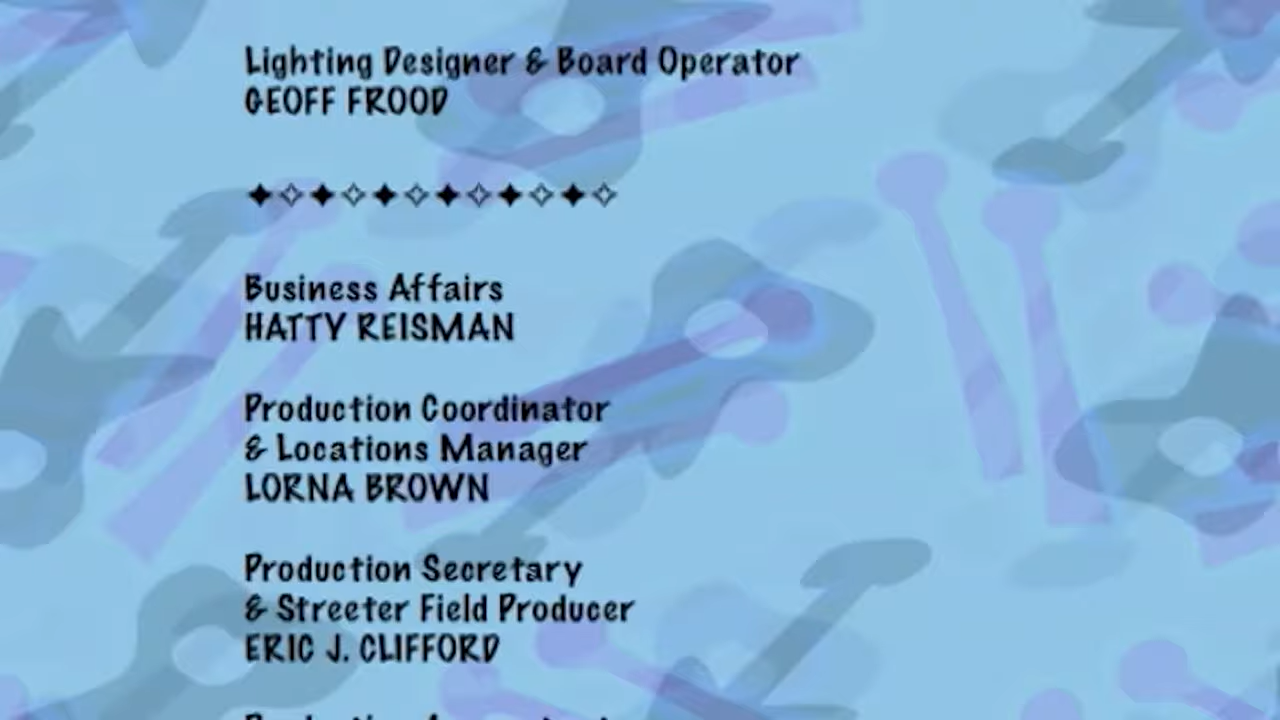 Lighting Designer & Board Operator
GEOFF FROOD
Business Affairs
HATTY REISMAN
Production Coordinator
& Locations Manager
LORNA BROWN
Production Secretary
& Streeter Field Producer
ERIC J. CLIFFORD